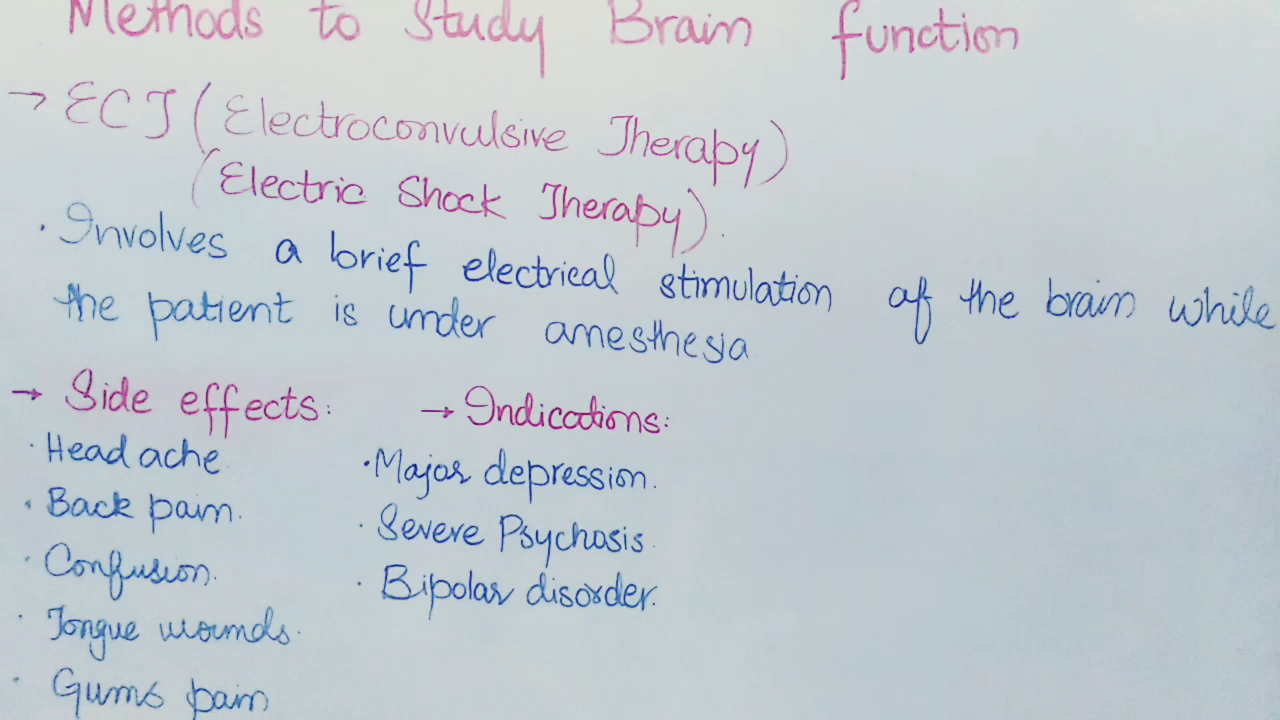 Methods to Study Brain function
→ ECT (Electroconvulsive Therapy)
(Electric Shock Therapy).
· Involves a brief electrical stimulation of the brain while
the patient is under anesthesia
→ Side effects:
· Head ache
· Back pain.
· Confusion.
· Tongue wounds.
· Gums pain
→ Indications:
· Major depression.
· Severe Psychosis.
· Bipolar disorder.